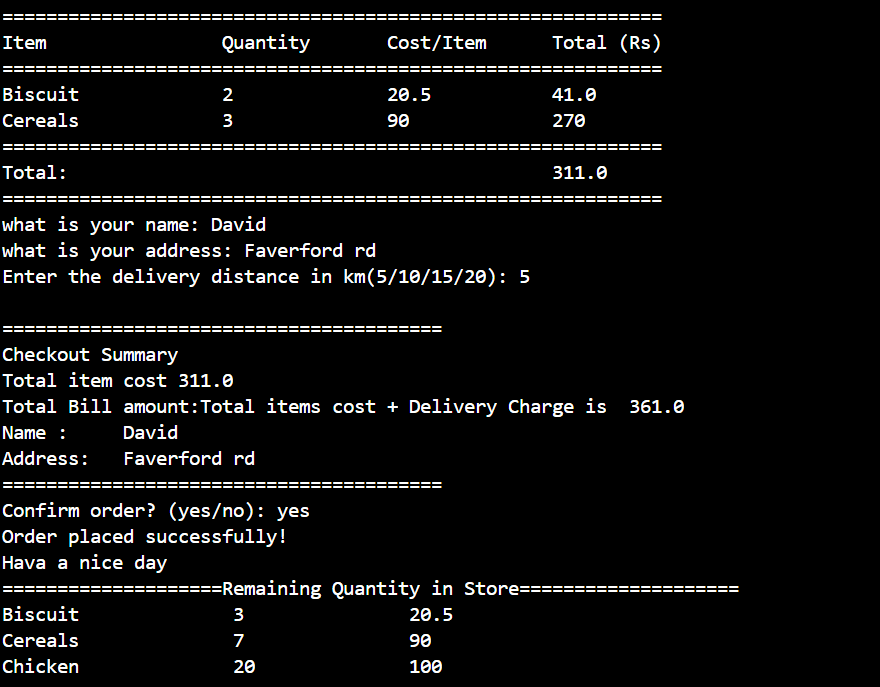 ============================================================
Item                Quantity       Cost/Item      Total (Rs)
============================================================
Biscuit             2              20.5           41.0
Cereals             3              90             270
============================================================
Total:                                            311.0
============================================================
what is your name: David
what is your address: Faverford rd
Enter the delivery distance in km(5/10/15/20): 5

========================================
Checkout Summary
Total item cost 311.0
Total Bill amount:Total items cost + Delivery Charge is  361.0
Name :     David
Address:   Faverford rd
========================================
Confirm order? (yes/no): yes
Order placed successfully!
Hava a nice day
====================Remaining Quantity in Store====================
Biscuit              3               20.5
Cereals              7               90
Chicken              20              100